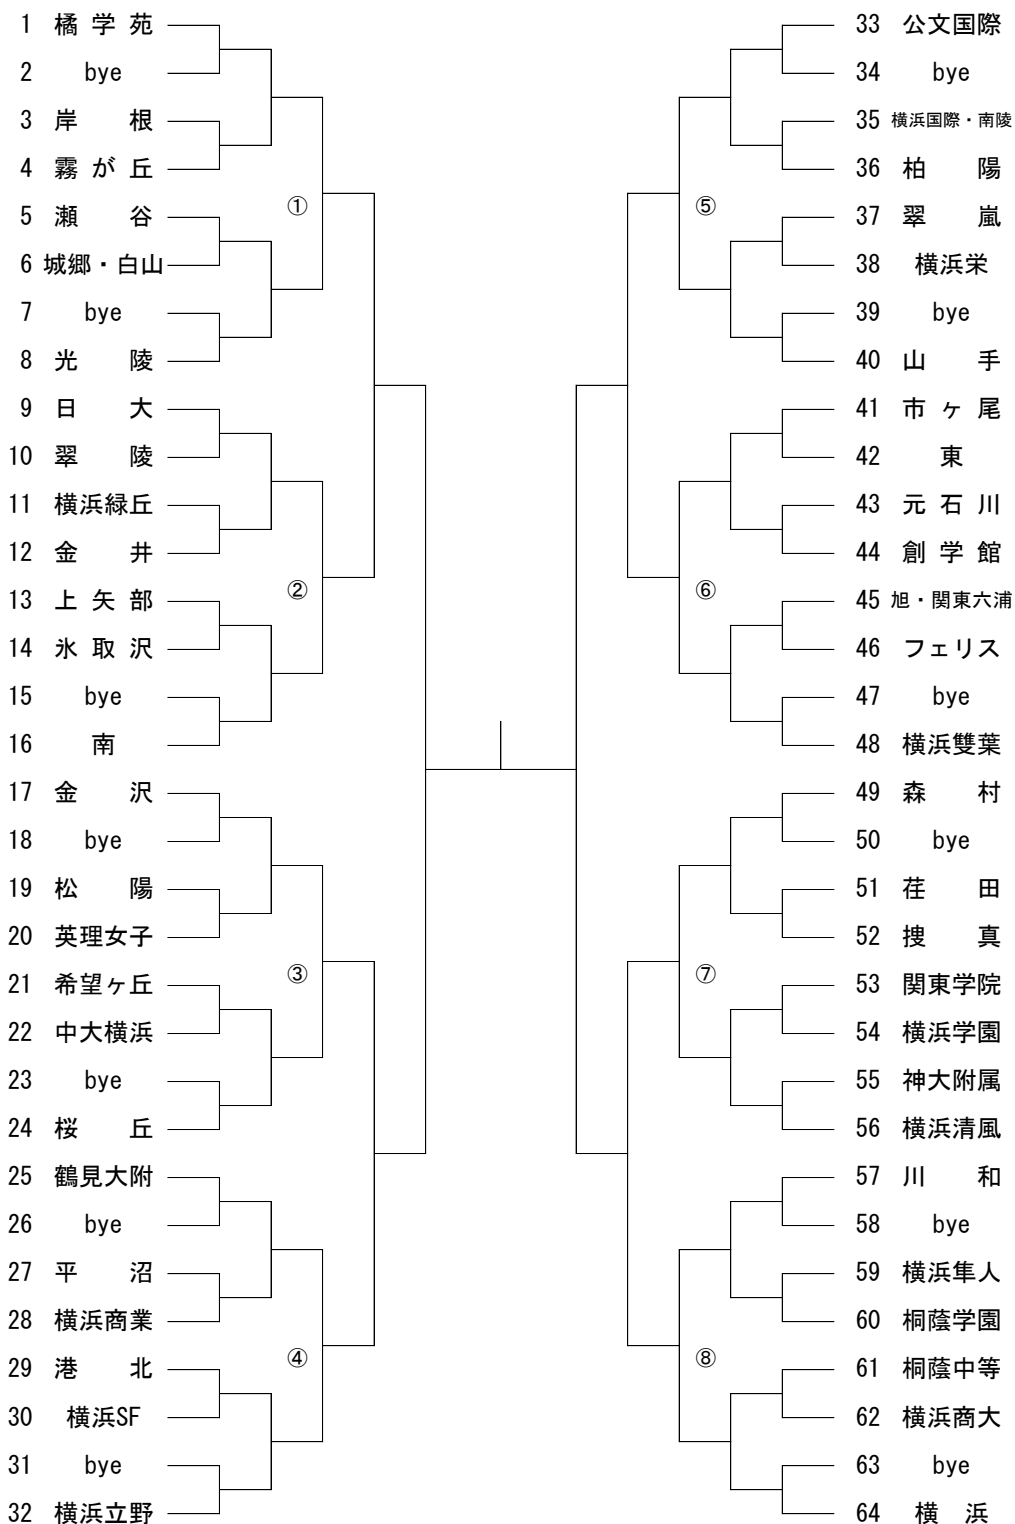 1 橘学苑
2 bye
3 岸根
4 霧が丘
①
5 瀬谷
6 城郷・白山
7 bye
8 光陵
9 日大
10 翠陵
11 横浜緑丘
12 金井
②
13 上矢部
14 氷取沢
15 bye
16 南
17 金沢
18 bye
19 松陽
20 英理女子
③
21 希望ヶ丘
22 中大横浜
23 bye
24 桜丘
25 鶴見大附
26 bye
27 平沼
28 横浜商業
④
29 港北
30 横浜SF
31 bye
32 横浜立野
33 公文国際
34 bye
35 横浜国際・南陵
36 柏陽
⑤
37 翠嵐
38 横浜栄
39 bye
40 山手
41 市ヶ尾
42 東
43 元石川
44 創学館
⑥
45 旭・関東六浦
46 フェリス
47 bye
48 横浜雙葉
49 森村
50 bye
51 荏田
52 捜真
⑦
53 関東学院
54 横浜学園
55 神大附属
56 横浜清風
57 川和
58 bye
59 横浜隼人
60 桐蔭学園
⑧
61 桐蔭中等
62 横浜商大
63 bye
64 横浜